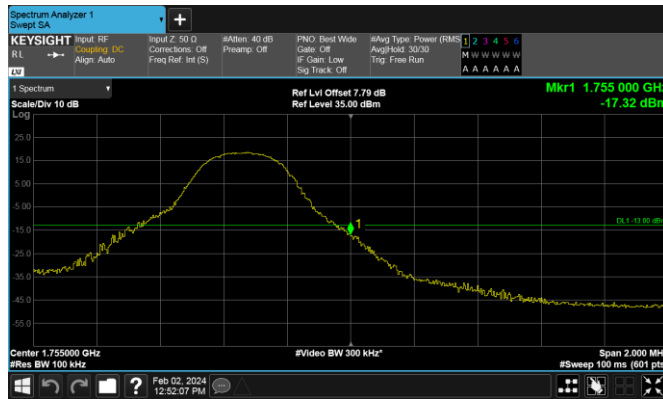 Spectrum Analyzer 1
Swept SA
+
KEYSIGHT Input: RF Input Z: 50 Ω #Atten: 40 dB PNO: Best Wide #Avg Type: Power (RMS 1 2 3 4 5 6
RL Coupling: DC Corrections: Off Preamp: Off Gate: Off Avg|Hold: 30/30 M W W W W W
Align: Auto Freq Ref: Int (S) IF Gain: Low Trig: Free Run
LXI Sig Track: Off A A A A A A
1 Spectrum Ref Lvl Offset 7.79 dB Mkr1 1.755 000 GH
Scale/Div 10 dB Ref Level 35.00 dBm -17.32 dBm
Log
25.0
15.0
5.00
-5.00
1
DL1 -13.00 dBm
-15.0
-25.0
-35.0
-45.0
-55.0
Center 1.755000 GHz #Video BW 300 kHz* Span 2.000 MH
#Res BW 100 kHz #Sweep 100 ms (601 pts
? Feb 02, 2024
12:52:07 PM